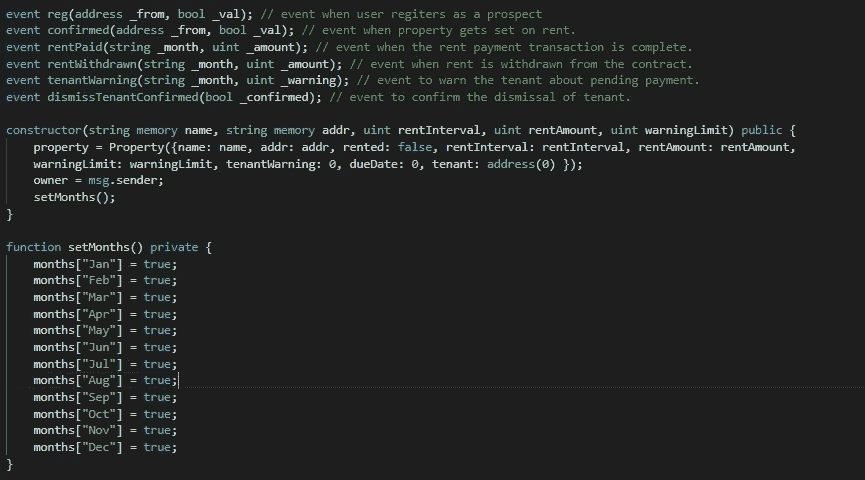 event reg(address _from, bool _val); // event when user regiters as a prospect
event confirmed(address _from, bool _val); // event when property gets set on rent.
event rentPaid(string _month, uint _amount); // event when the rent payment transaction is complete.
event rentWithdrawn(string _month, uint _amount); // event when rent is withdrawn from the contract.
event tenantWarning(string _month, uint _warning); // event to warn the tenant about pending payment.
event dismissTenantConfirmed(bool _confirmed); // event to confirm the dismissal of tenant.
constructor(string memory name, string memory addr, uint rentInterval, uint rentAmount, uint warningLimit) public {
property = Property({name: name, addr: addr, rented: false, rentInterval: rentInterval, rentAmount: rentAmount,
warningLimit: warningLimit, tenantWarning: 0, dueDate: 0, tenant: address(0) });
owner = msg.sender;
setMonths();
}
function setMonths() private {
months["Jan"] = true;
months["Feb"] = true;
months["Mar"] = true;
months["Apr"] = true;
months["May"] = true;
months["Jun"] = true;
months["Jul"] = true;
months["Aug"] = true;
months["Sep"] = true;
months["Oct"] = true;
months["Nov"] = true;
months["Dec"] = true;
}